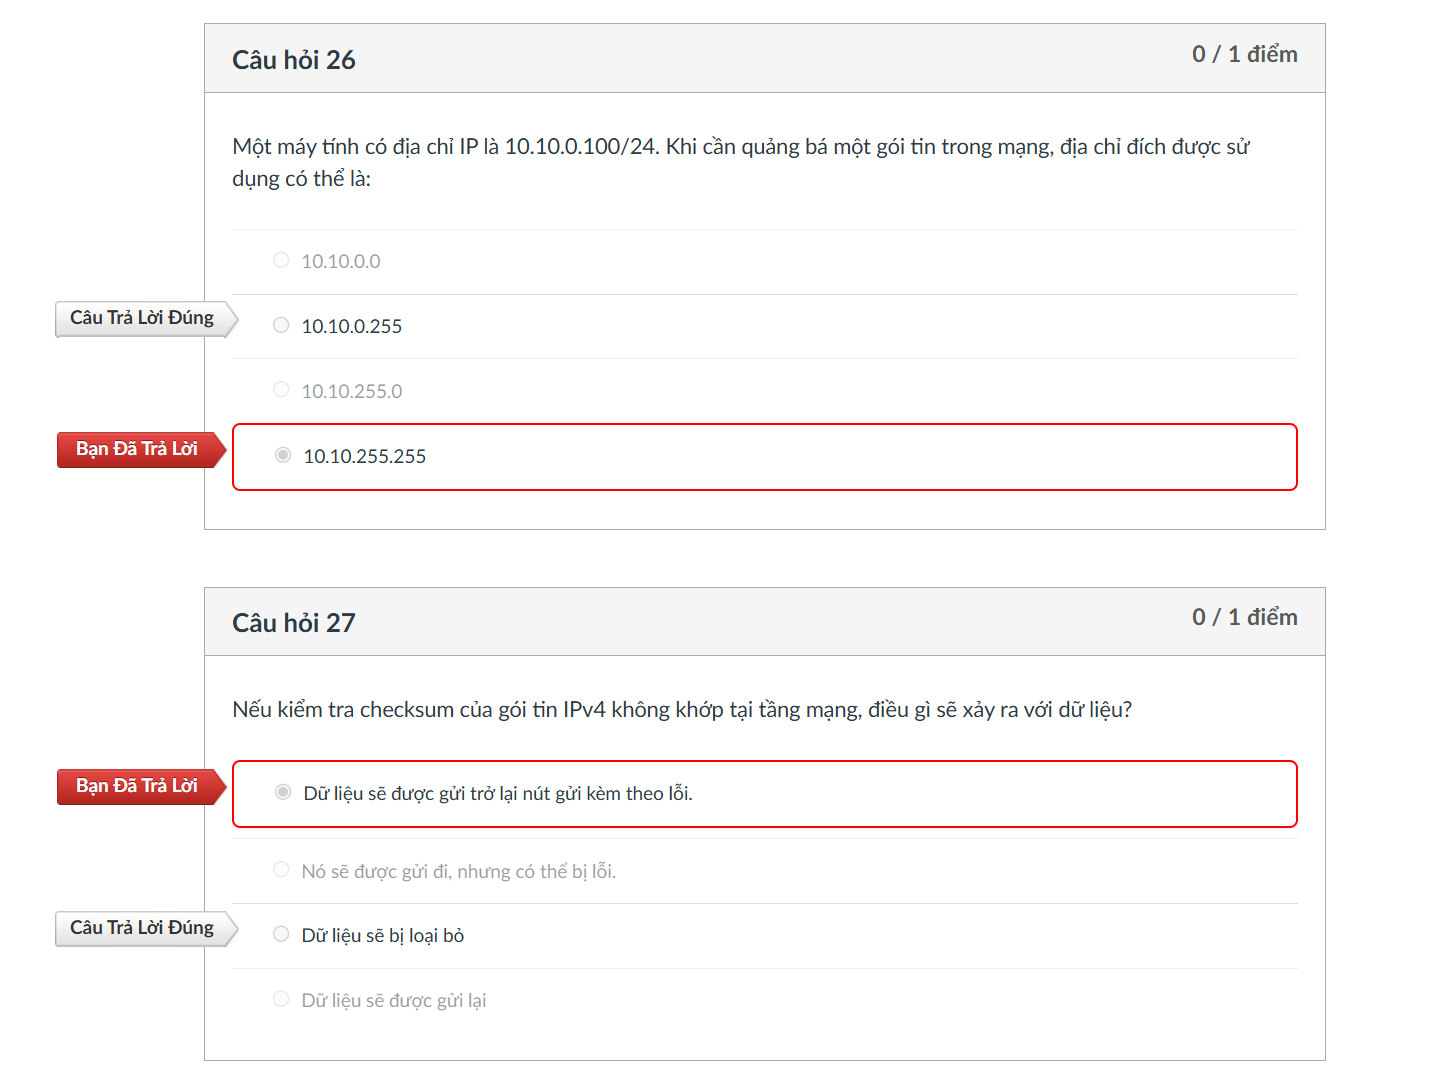 Câu hỏi 26
0 / 1 điểm
Một máy tính có địa chỉ IP là 10.10.0.100/24. Khi cần quảng bá một gói tin trong mạng, địa chỉ đích được sử
dụng có thể là:
10.10.0.0
Câu Trả Lời Đúng
10.10.0.255
10.10.255.0
Bạn Đã Trả Lời
10.10.255.255
Câu hỏi 27
0 / 1 điểm
Nếu kiểm tra checksum của gói tin IPv4 không khớp tại tầng mạng, điều gì sẽ xảy ra với dữ liệu?
Bạn Đã Trả Lời
Dữ liệu sẽ được gửi trở lại nút gửi kèm theo lỗi.
Nó sẽ được gửi đi, nhưng có thể bị lỗi.
Câu Trả Lời Đúng
Dữ liệu sẽ bị loại bỏ
Dữ liệu sẽ được gửi lại